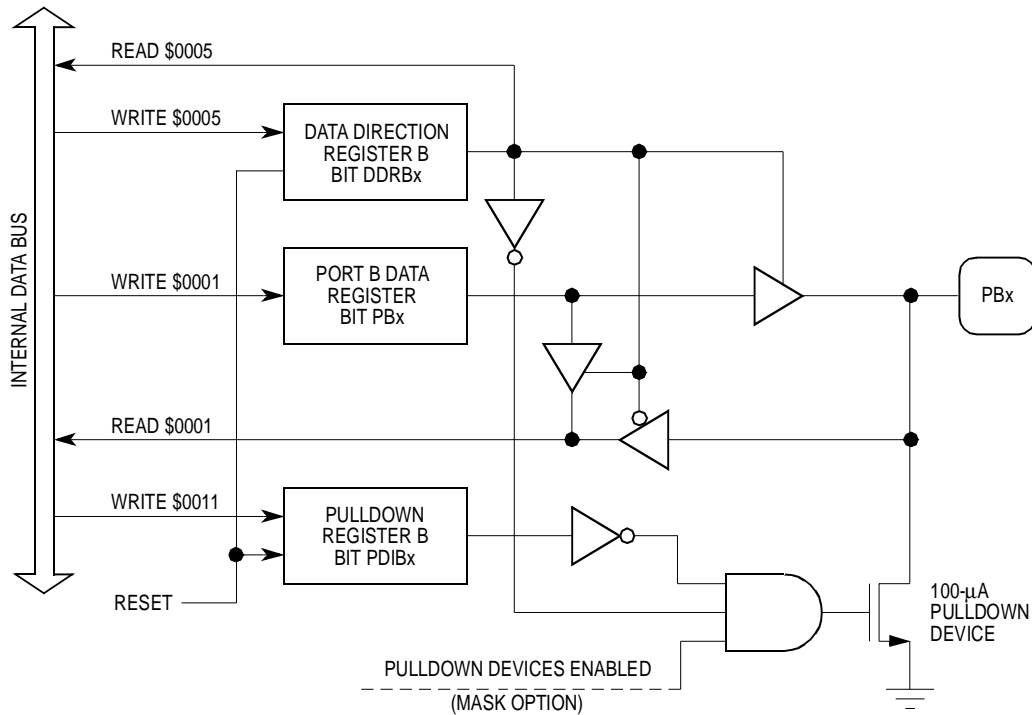 READ $0005
WRITE $0005
DATA DIRECTION
REGISTER B
BIT DDRBx
INTERNAL DATA BUS
WRITE $0001
PORT B DATA
REGISTER
BIT PBx
PBx
READ $0001
WRITE $0011
PULLDOWN
REGISTER B
BIT PDIBx
RESET
100-µA
PULLDOWN
DEVICE
PULLDOWN DEVICES ENABLED
(MASK OPTION)